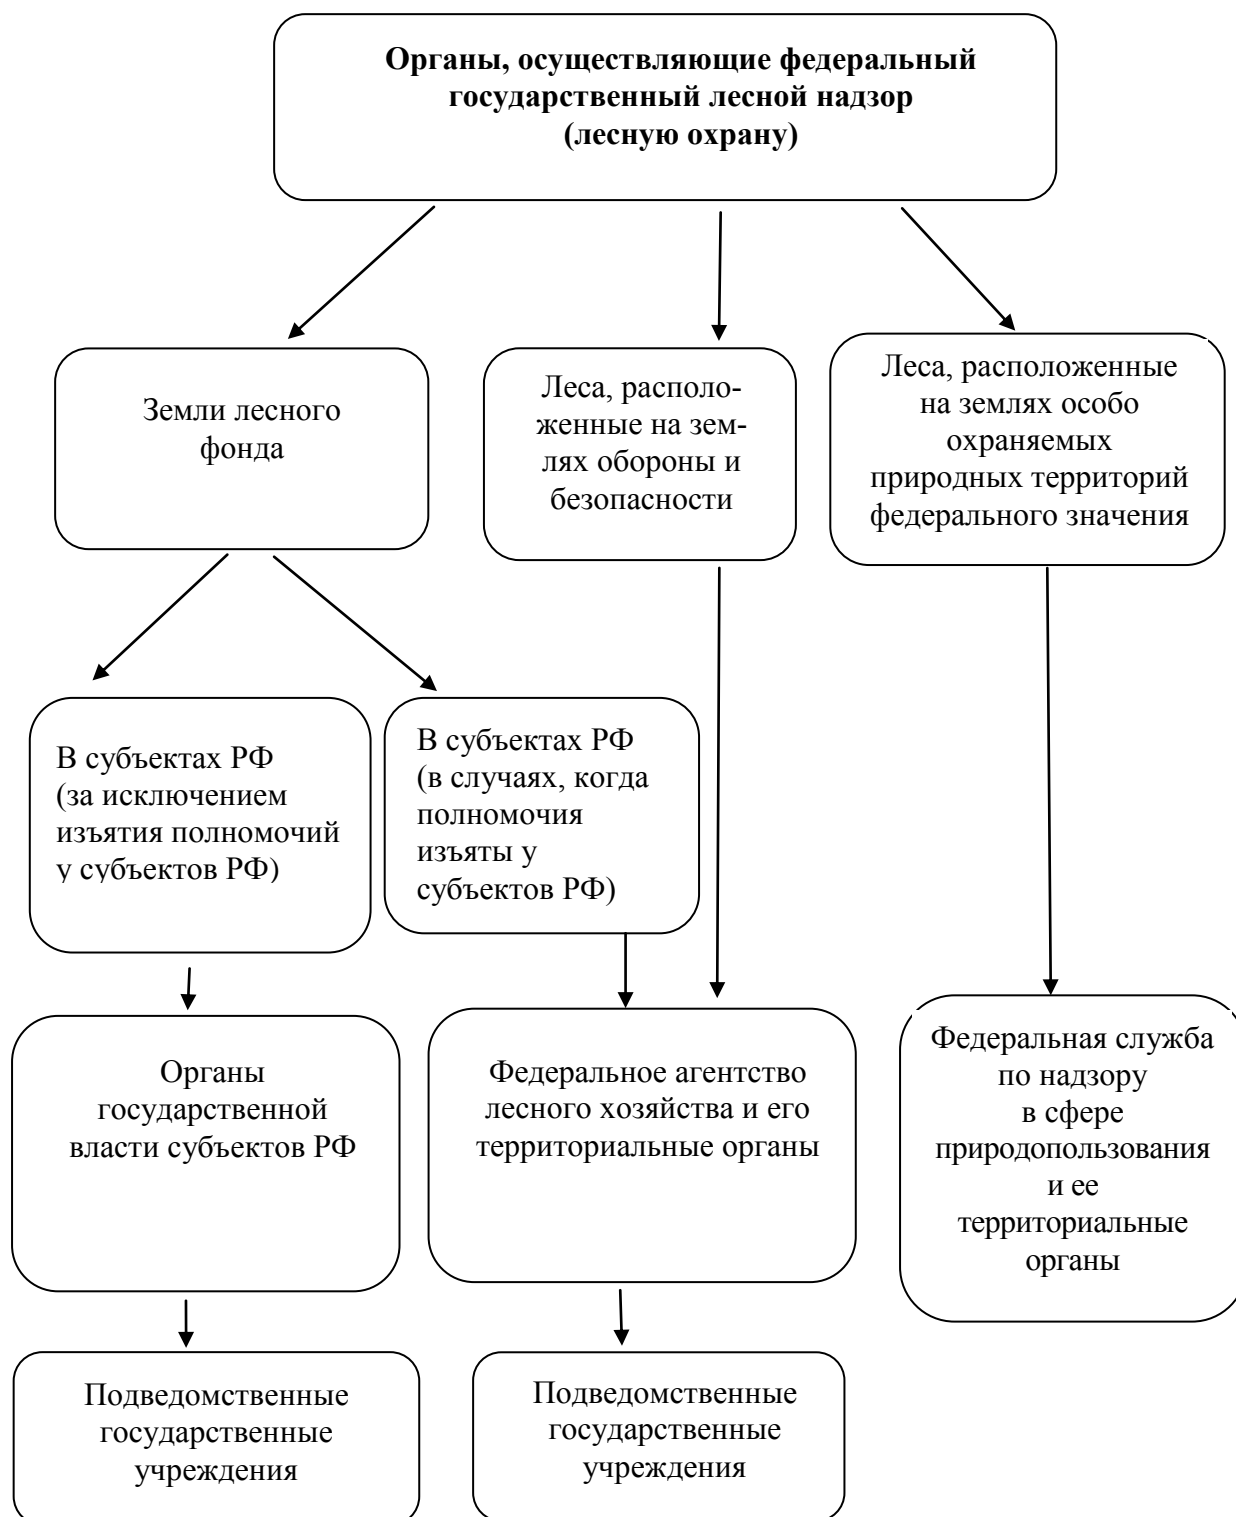 Органы, осуществляющие федеральный
государственный лесной надзор
(лесную охрану)
Земли лесного
фонда
Леса, располо-
женные на зем-
лях обороны и
безопасности
Леса, расположенные
на землях особо
охраняемых
природных территорий
федерального значения
В субъектах РФ
(за исключением
изъятия полномочий
у субъектов РФ)
В субъектах РФ
(в случаях, когда
полномочия
изъяты у
субъектов РФ)
Органы
государственной
власти субъектов РФ
Федеральное агентство
лесного хозяйства и его
территориальные органы
Федеральная служба
по надзору
в сфере
природопользования
и ее
территориальные
органы
Подведомственные
государственные
учреждения
Подведомственные
государственные
учреждения